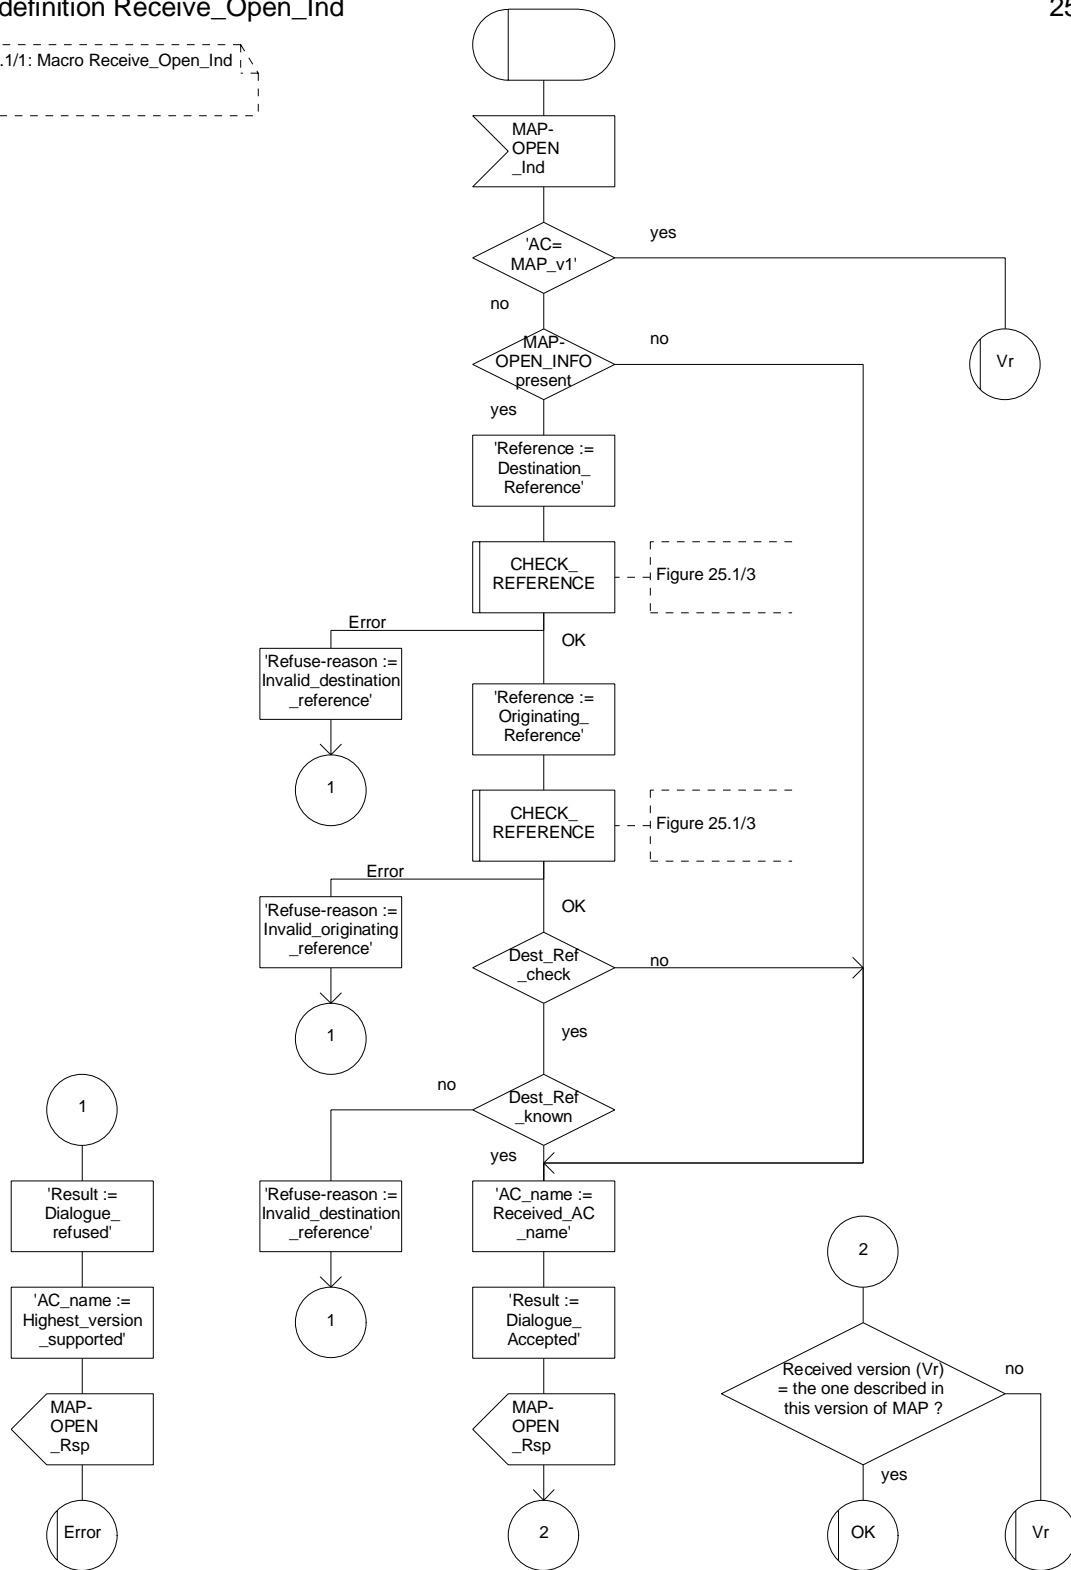 definition Receive_Open_Ind
25
.1/1: Macro Receive_Open_Ind
MAP-
OPEN
_Ind
'AC=
MAP_v1'
yes
no
MAP-
OPEN_INFO
present
no
Vr
yes
'Reference :=
Destination_
Reference'
CHECK_
REFERENCE
Figure 25.1/3
Error
OK
'Refuse-reason :=
Invalid_destination
_reference'
'Reference :=
Originating_
Reference'
1
CHECK_
REFERENCE
Figure 25.1/3
Error
OK
'Refuse-reason :=
Invalid_originating
_reference'
Dest_Ref
_check
no
1
yes
no
Dest_Ref
_known
1
yes
'Result :=
Dialogue_
refused'
'Refuse-reason :=
Invalid_destination
_reference'
'AC_name :=
Received_AC
_name'
2
'AC_name :=
Highest_version
_supported'
1
'Result :=
Dialogue_
Accepted'
Received version (Vr)
= the one described in
this version of MAP ?
no
MAP-
OPEN
_Rsp
MAP-
OPEN
_Rsp
yes
Error
2
OK
Vr